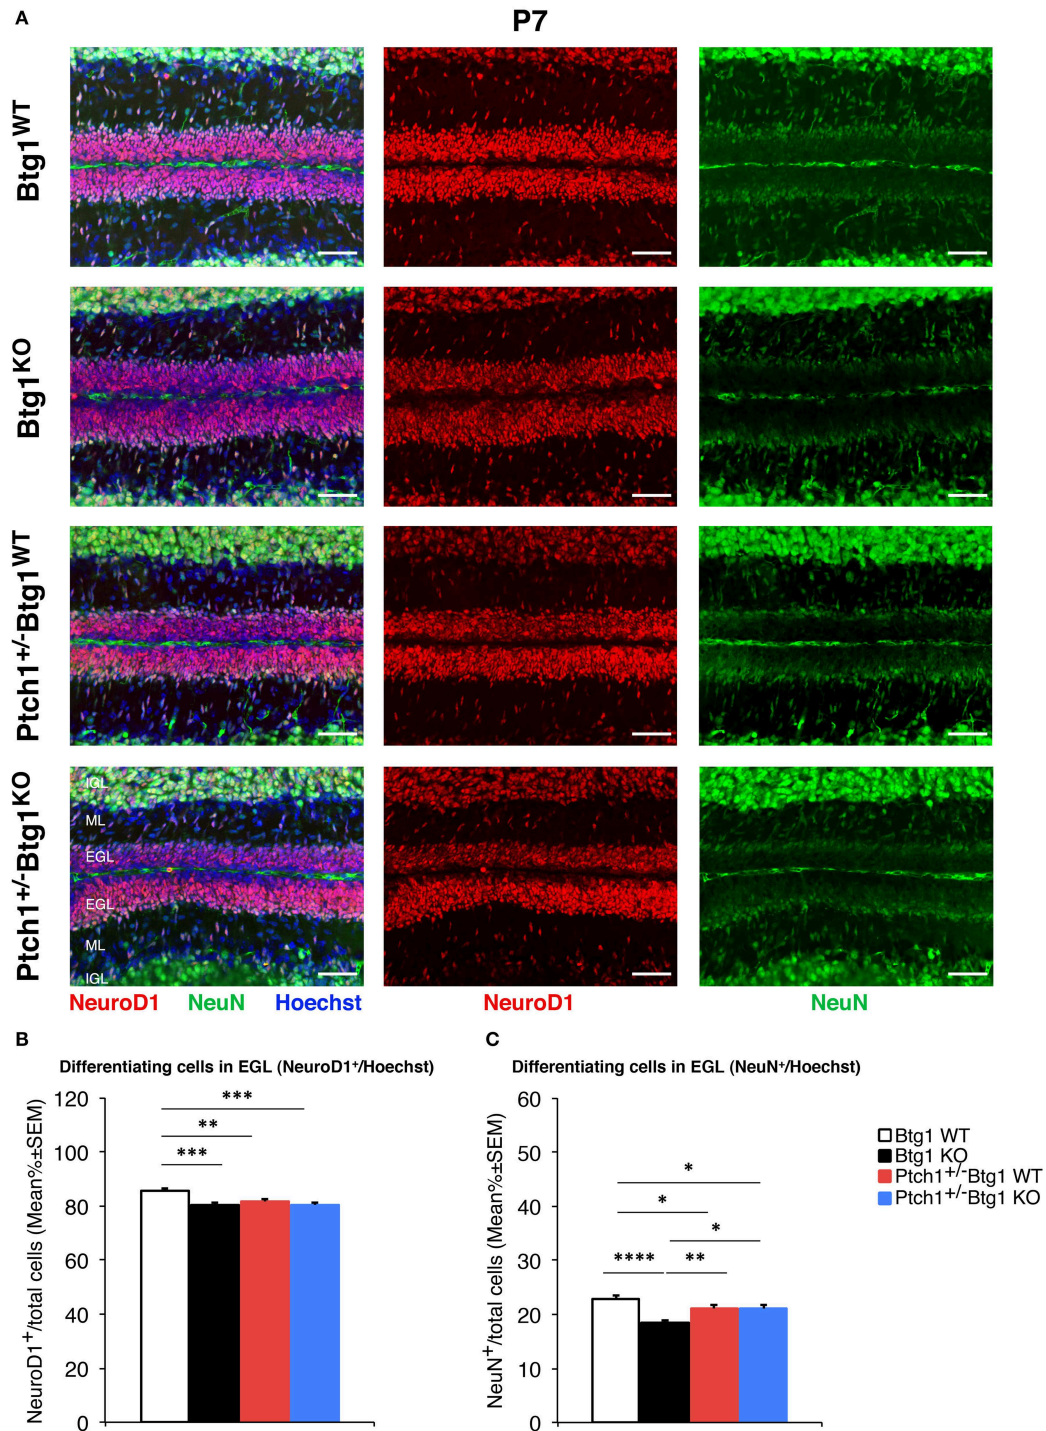 A
P7
Btg1WT
Btg1KO
Ptch1+/-Btg1WT
Ptch1+/-Btg1KO
IGL
ML
EGL
EGL
ML
IGL
NeuroD1 NeuN Hoechst NeuroD1 NeuN
B
Differentiating cells in EGL (NeuroD1+/Hoechst)
NeuroD1+/total cells (Mean%±SEM)
120
100
80
60
40
20
0
***
**
***
C
Differentiating cells in EGL (NeuN+/Hoechst)
NeuN+/total cells (Mean%±SEM)
60
50
40
30
20
10
0
*
*
*
**** **
Btg1 WT
Btg1 KO
Ptch1+/-Btg1 WT
Ptch1+/-Btg1 KO